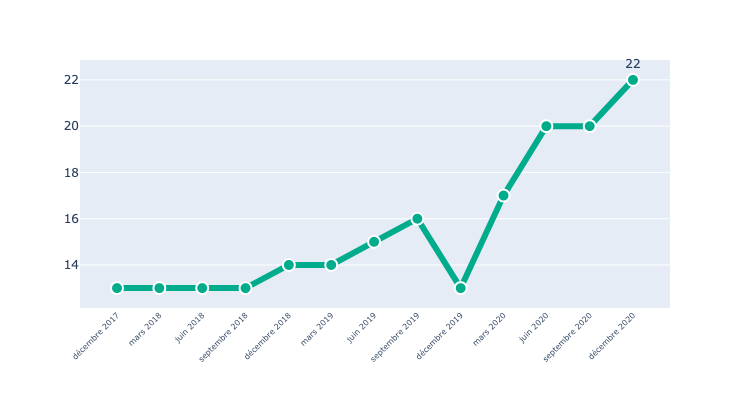 22
22
20
18
16
14
décembre 2017
mars 2018
juin 2018
septembre 2018
décembre 2018
mars 2019
juin 2019
septembre 2019
décembre 2019
mars 2020
juin 2020
septembre 2020
décembre 2020